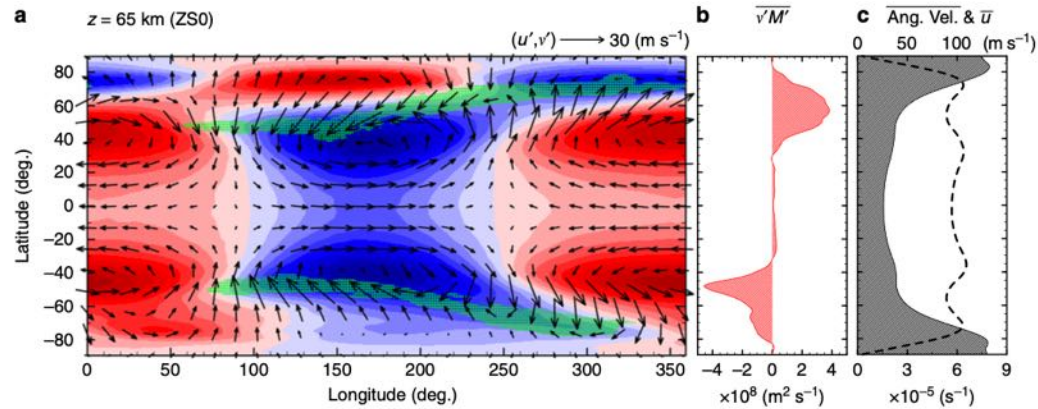 a
z = 65 km (ZS0)
(u′,v′) 30 (m s⁻¹)
80
60
40
20
0
−20
−40
−60
−80
Latitude (deg.)
0 50 100 150 200 250 300 350
Longitude (deg.)
b
v′M′
−4 −2 0 2 4
×10⁸ (m² s⁻¹)
c
Ang. Vel. & u
0 50 100 (m s⁻¹)
0 3 6 9
×10⁻⁵ (s⁻¹)